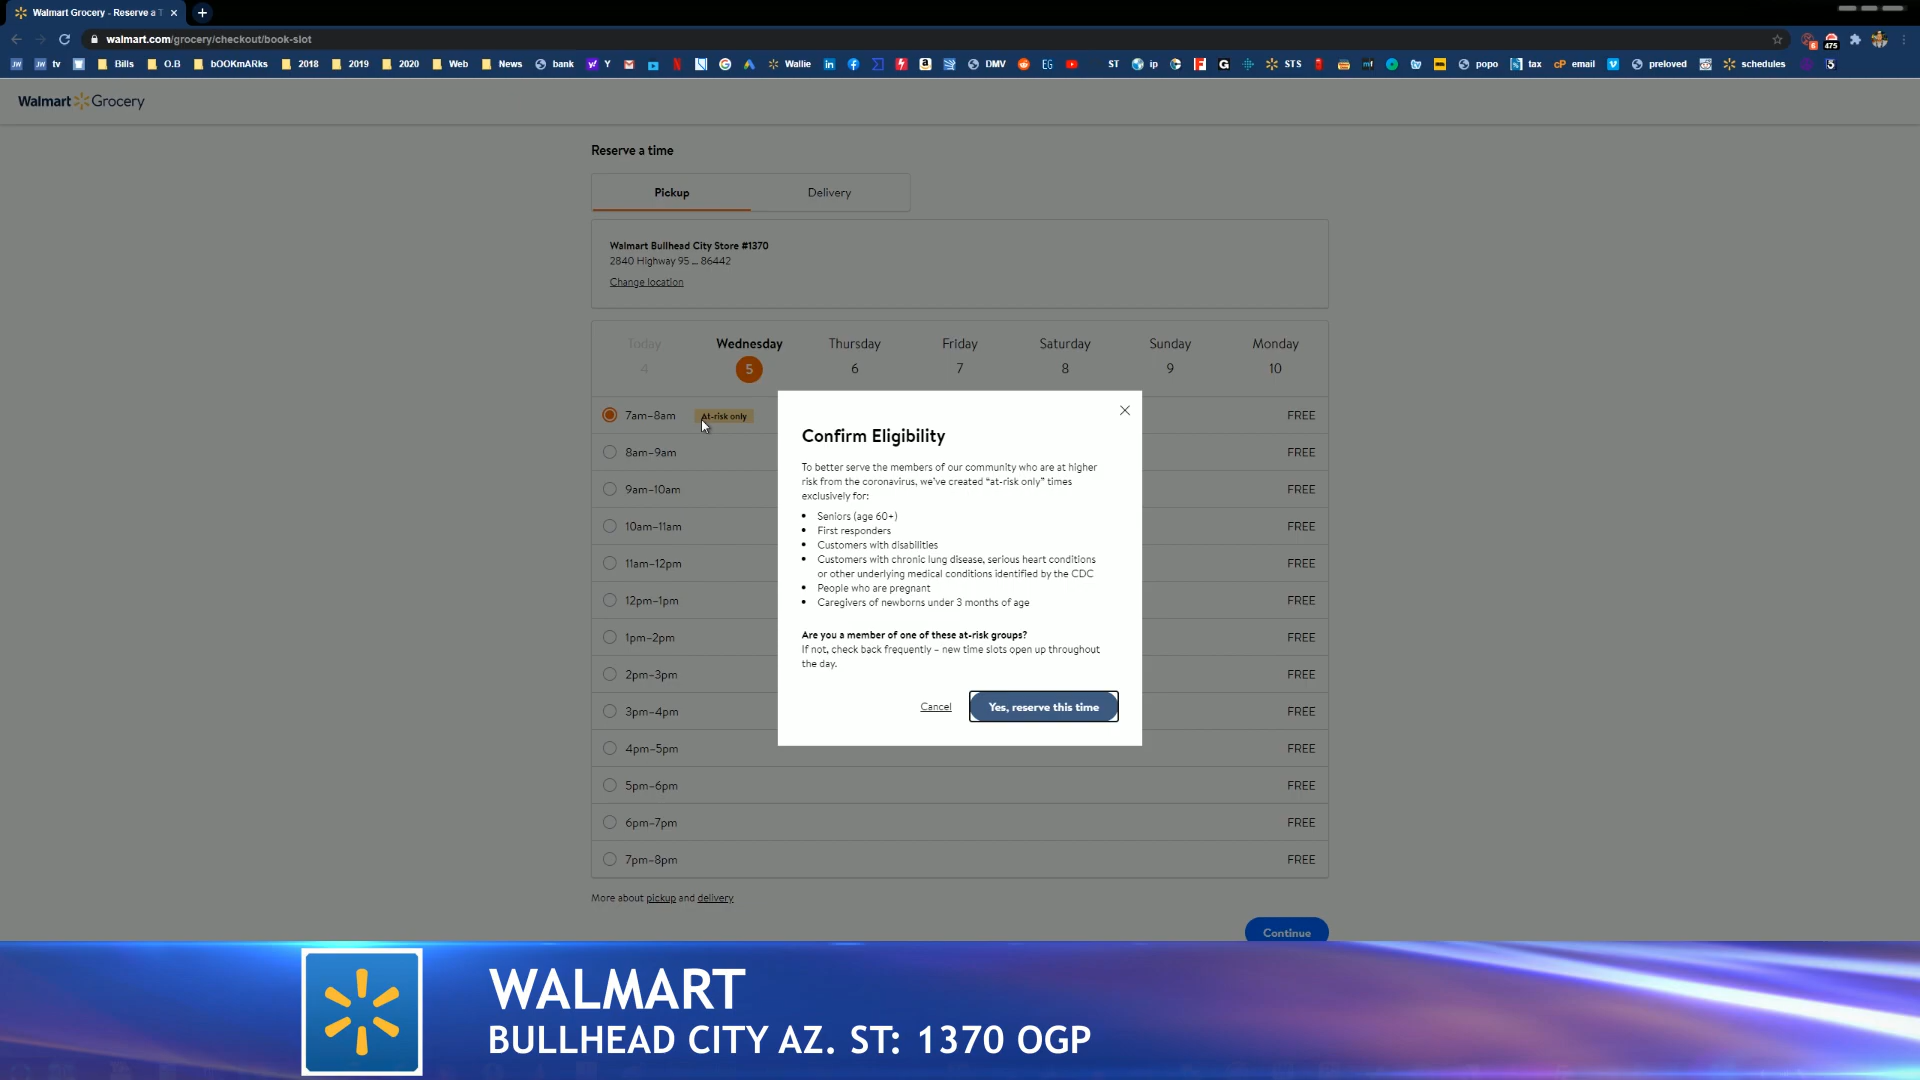 Walmart Grocery - Reserve a T
walmart.com/grocery/checkout/book-slot
JW JW tv Bills O.B bOOKmARks 2018 2019 2020 Web News bank Y Wallie DMV EG ST ip STS popo tax cP email preloved schedules
Walmart Grocery
Reserve a time
Pickup Delivery
Walmart Bullhead City Store #1370
2840 Highway 95 ... 86442
Change location
Today Wednesday Thursday Friday Saturday Sunday Monday
4 5 6 7 8 9 10
7am–8am At-risk only FREE
8am–9am FREE
9am–10am FREE
10am–11am FREE
11am–12pm FREE
12pm–1pm FREE
1pm–2pm FREE
2pm–3pm FREE
3pm–4pm FREE
4pm–5pm FREE
5pm–6pm FREE
6pm–7pm FREE
7pm–8pm FREE
Confirm Eligibility
To better serve the members of our community who are at higher
risk from the coronavirus, we've created “at-risk only” times
exclusively for:
• Seniors (age 60+)
• First responders
• Customers with disabilities
• Customers with chronic lung disease, serious heart conditions
or other underlying medical conditions identified by the CDC
• People who are pregnant
• Caregivers of newborns under 3 months of age
Are you a member of one of these at-risk groups?
If not, check back frequently – new time slots open up throughout
the day.
Cancel Yes, reserve this time
More about pickup and delivery
Continue
WALMART
BULLHEAD CITY AZ. ST: 1370 OGP